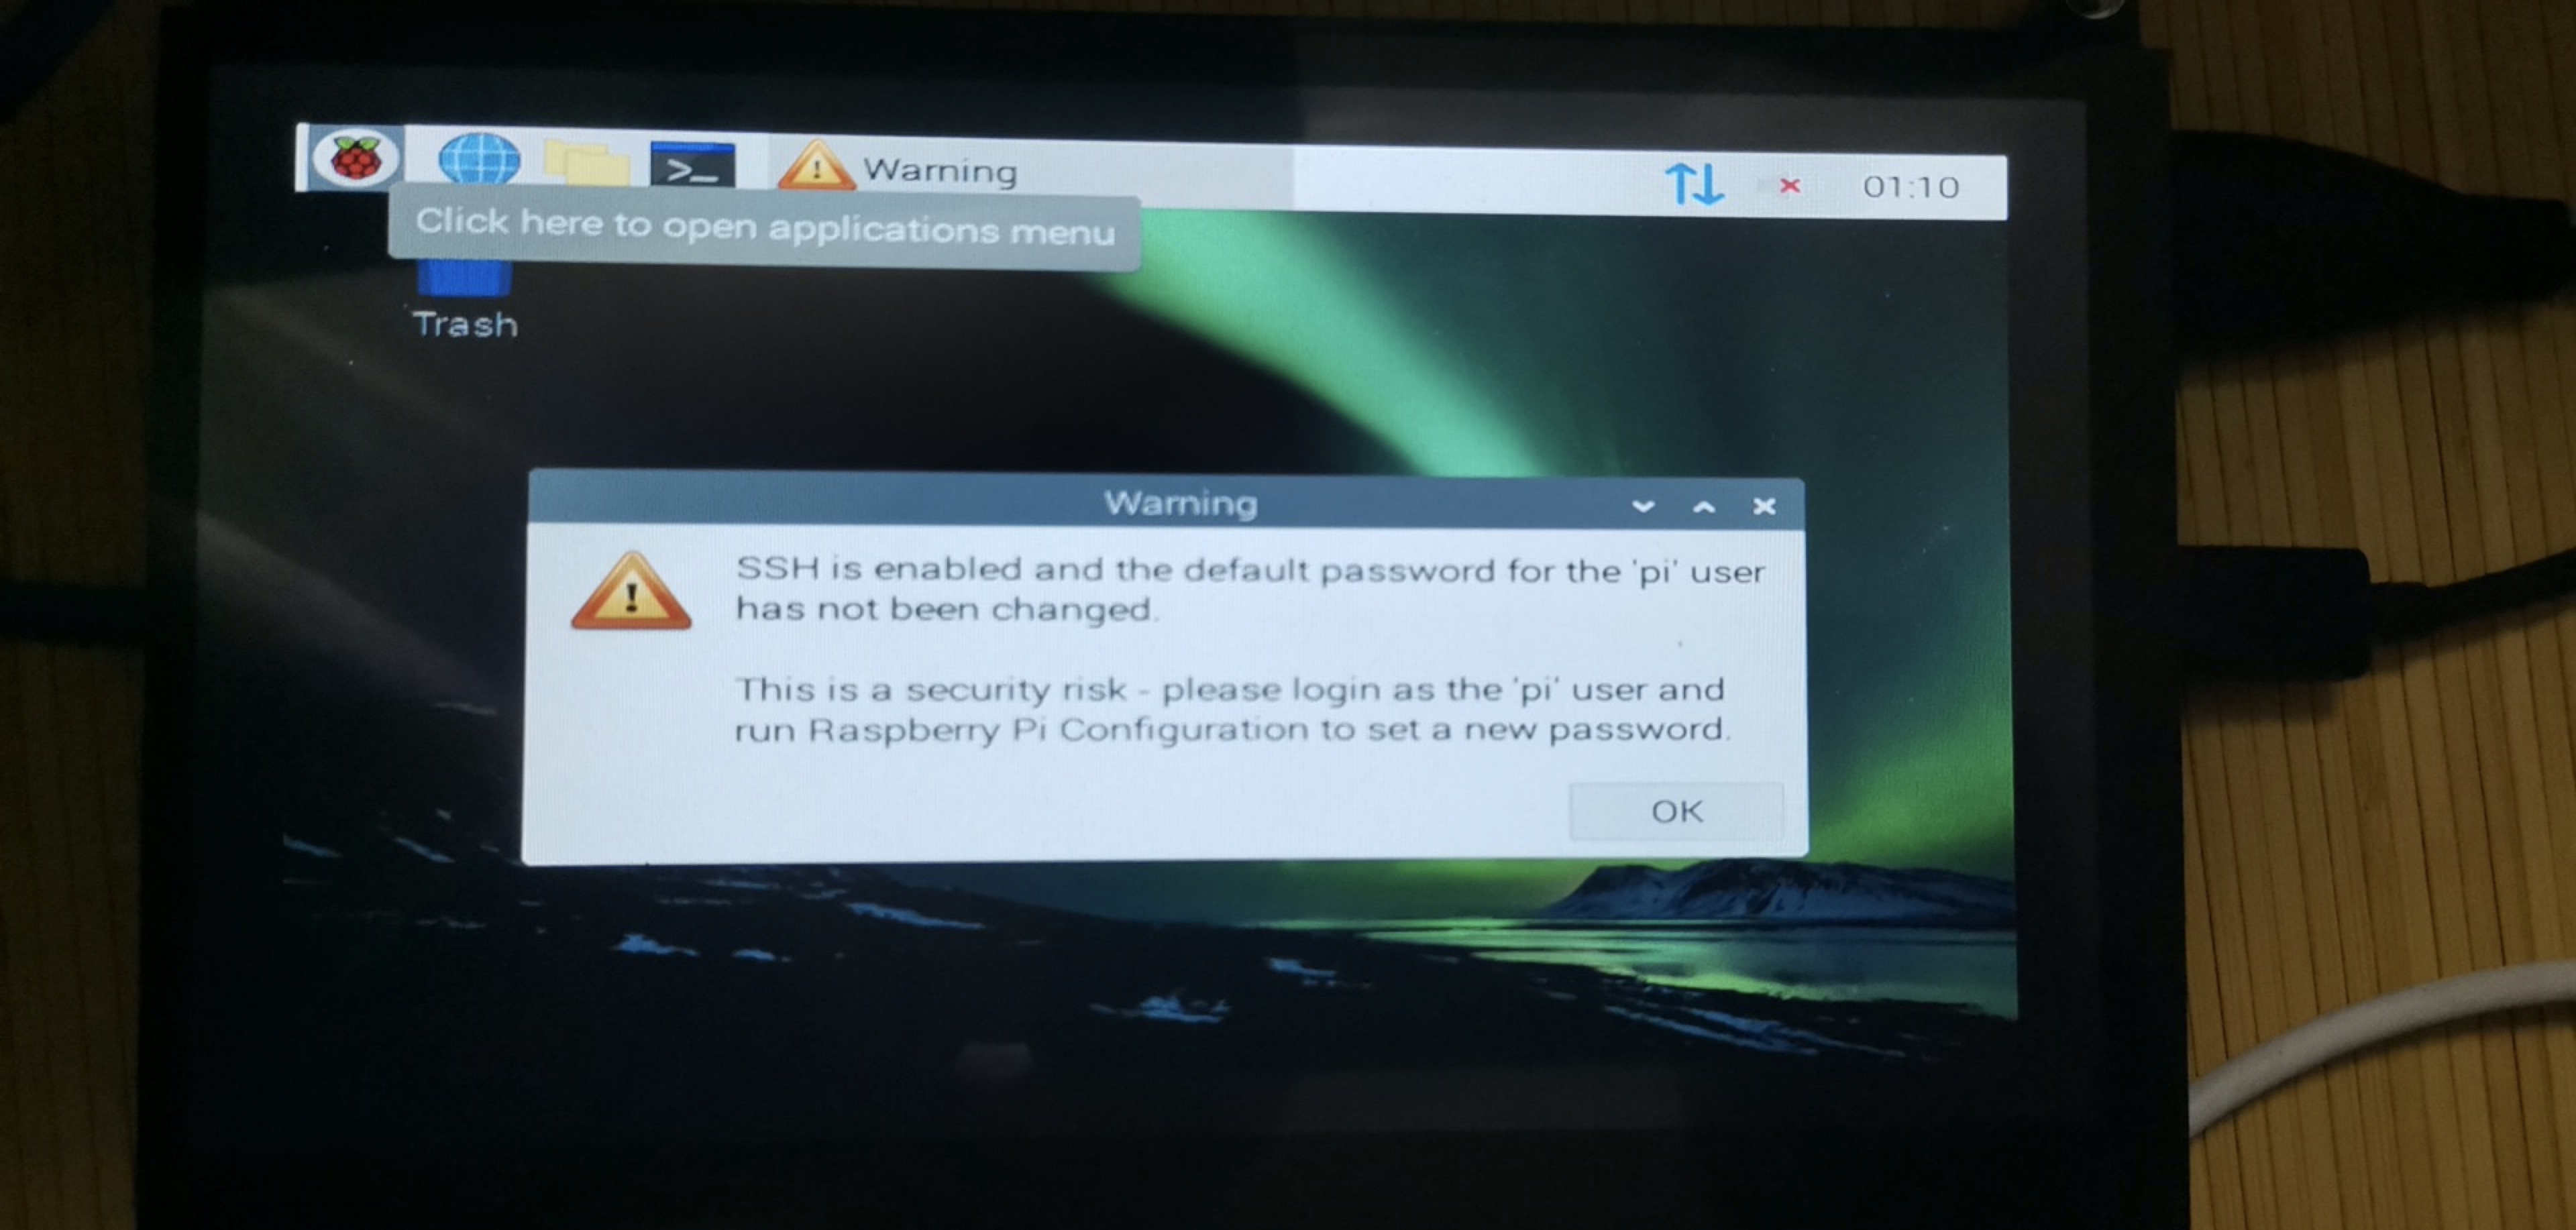 Warning
01:10
Click here to open applications menu
Trash
Warning
SSH is enabled and the default password for the 'pi' user
has not been changed.
This is a security risk - please login as the 'pi' user and
run Raspberry Pi Configuration to set a new password.
OK